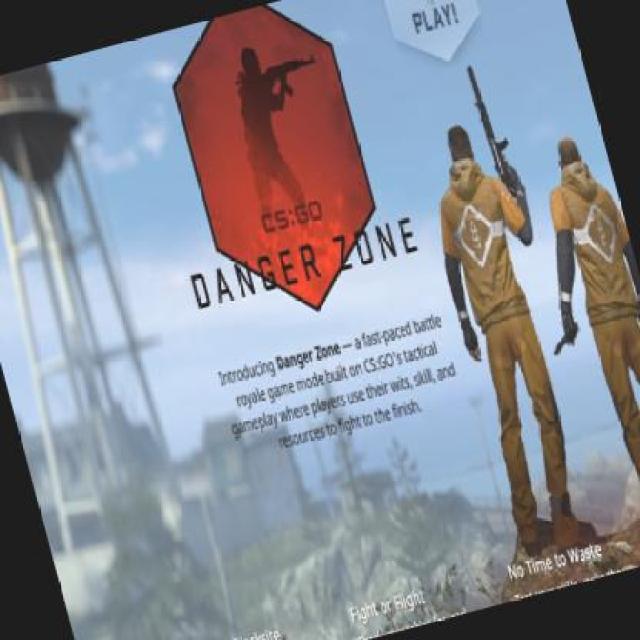 PLAY!
CS:GO
DANGER ZONE
Introducing Danger Zone — a fast-paced battle
royale game mode built on CS:GO's tactical
gameplay where players use their wits, skill, and
resources to fight to the finish.
Fight or Flight
No Time to Waste